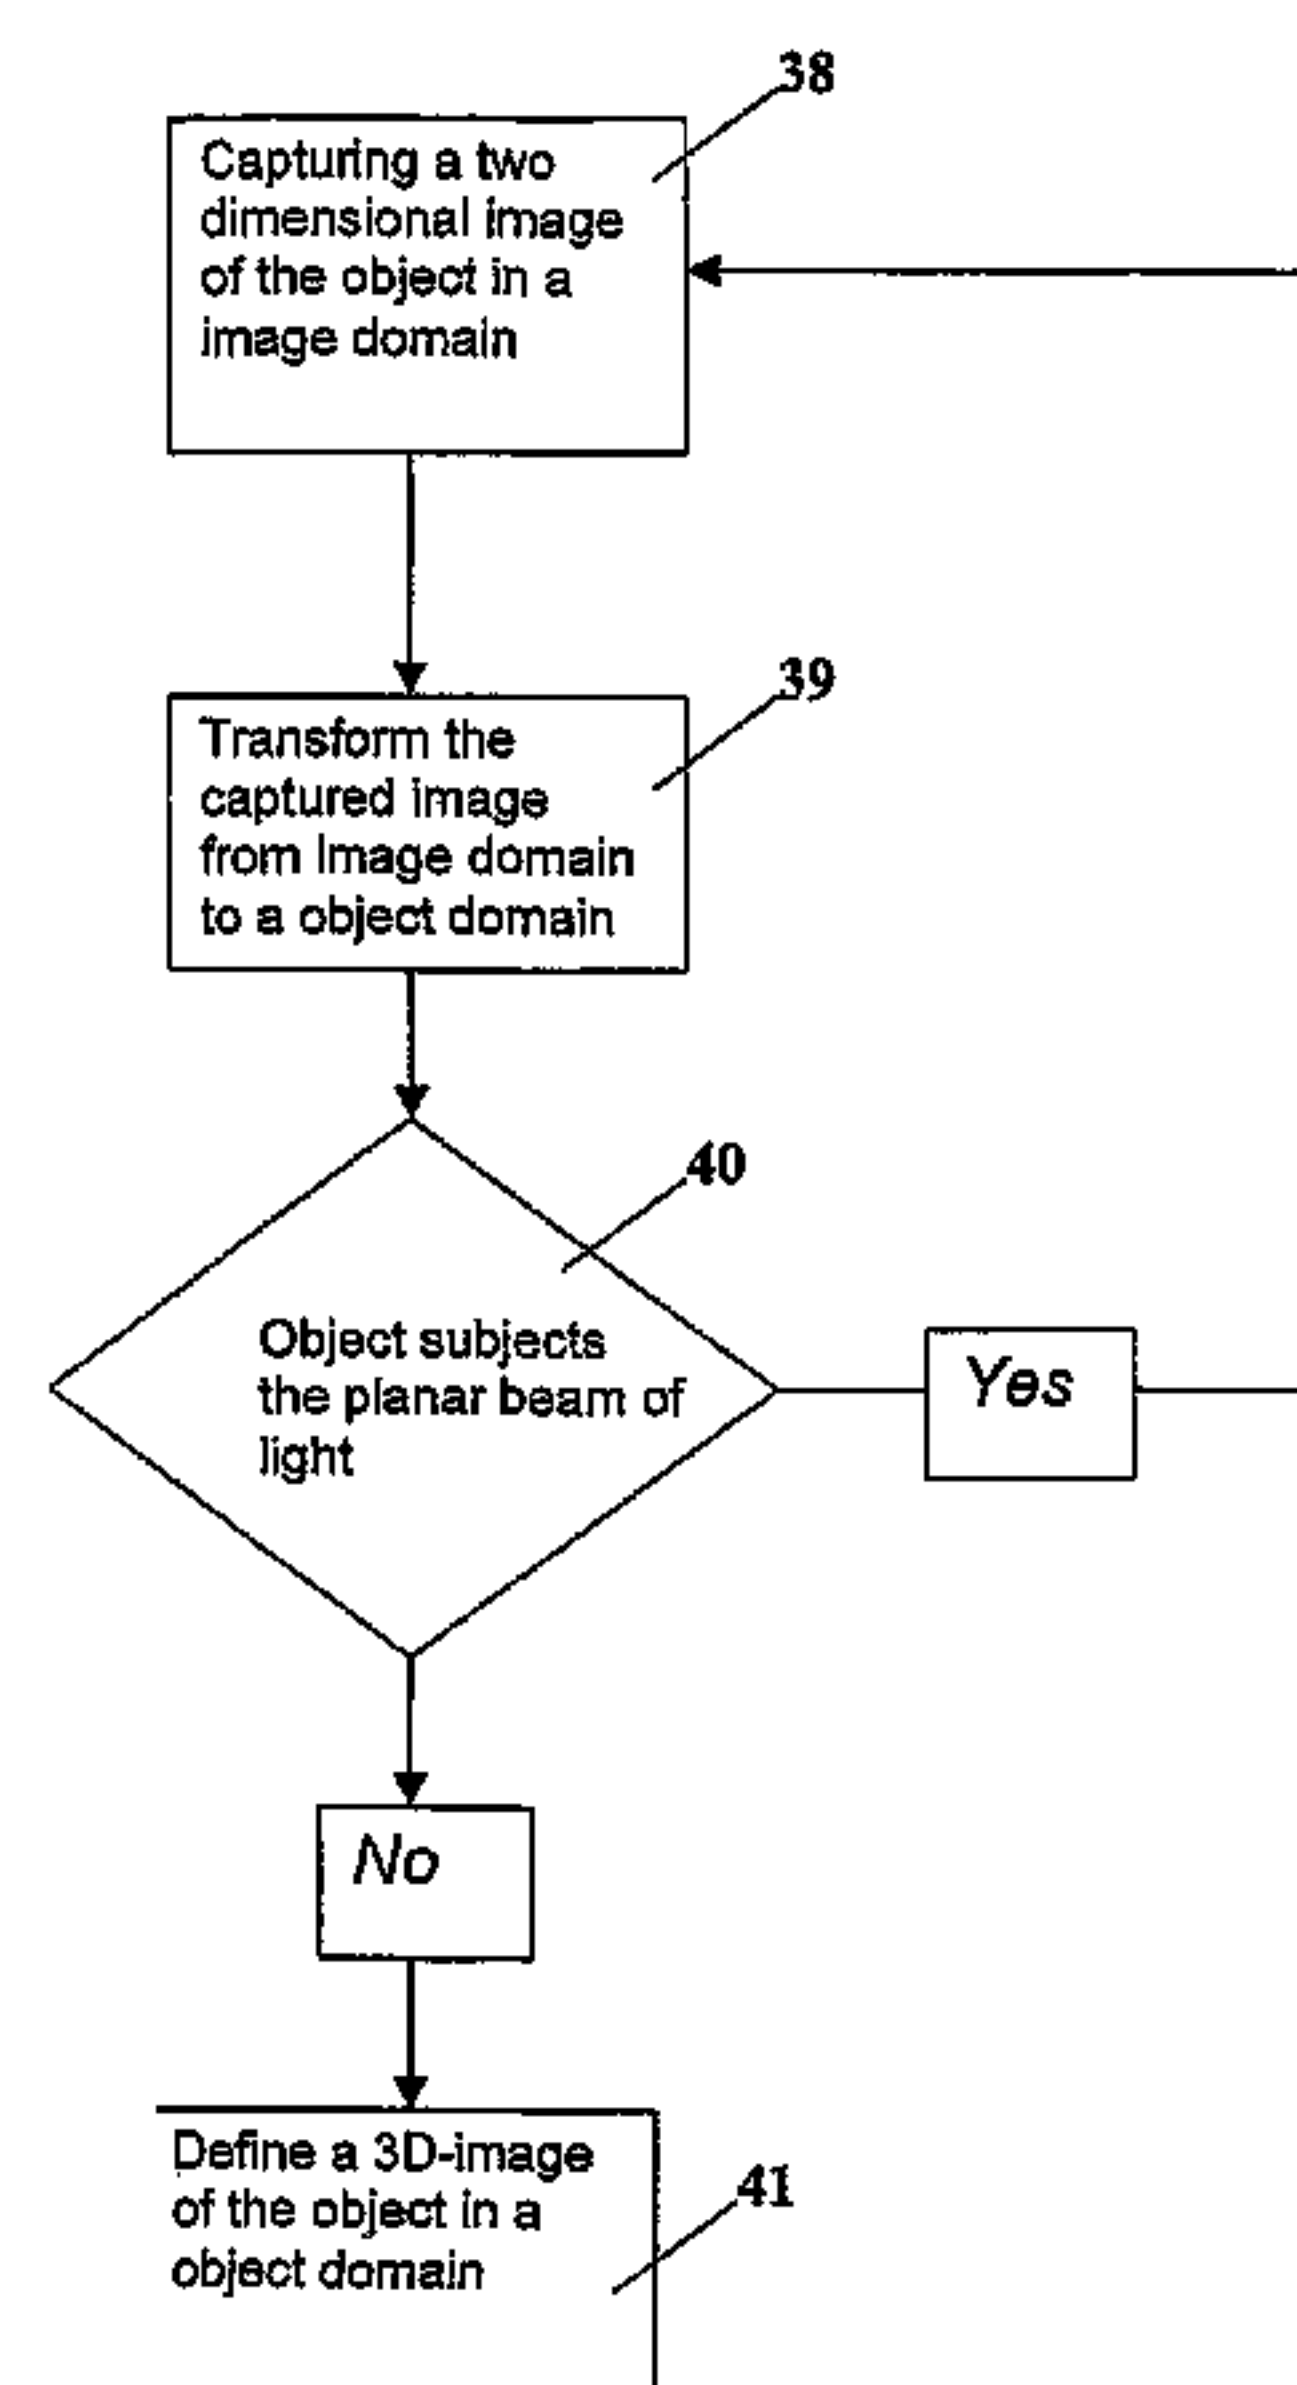 38
Capturing a two
dimensional image
of the object in a
image domain
39
Transform the
captured image
from image domain
to a object domain
40
Object subjects
the planar beam of
light
Yes
No
Define a 3D-image
of the object in a
object domain
41